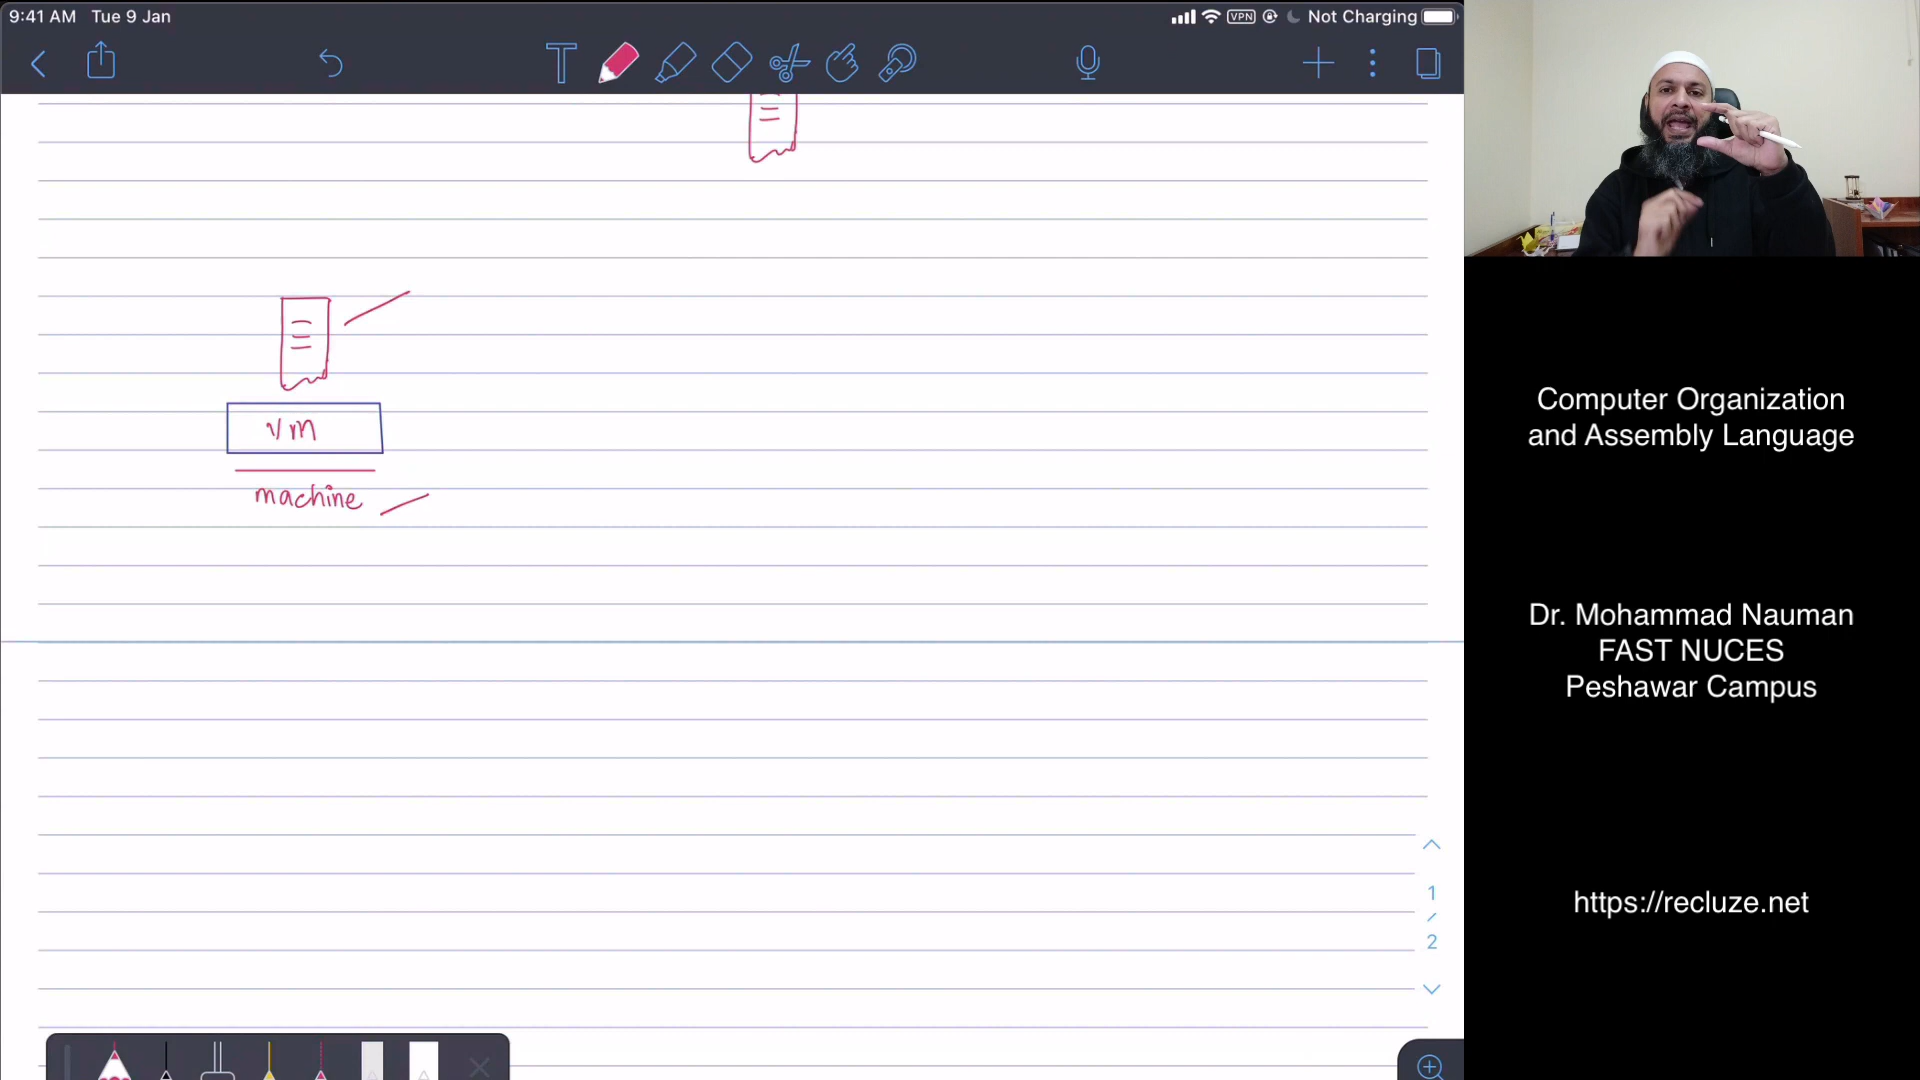 9:41 AM Tue 9 Jan
VPN Not Charging
T
vm
machine
1
/
2
Computer Organization
and Assembly Language
Dr. Mohammad Nauman
FAST NUCES
Peshawar Campus
https://recluze.net